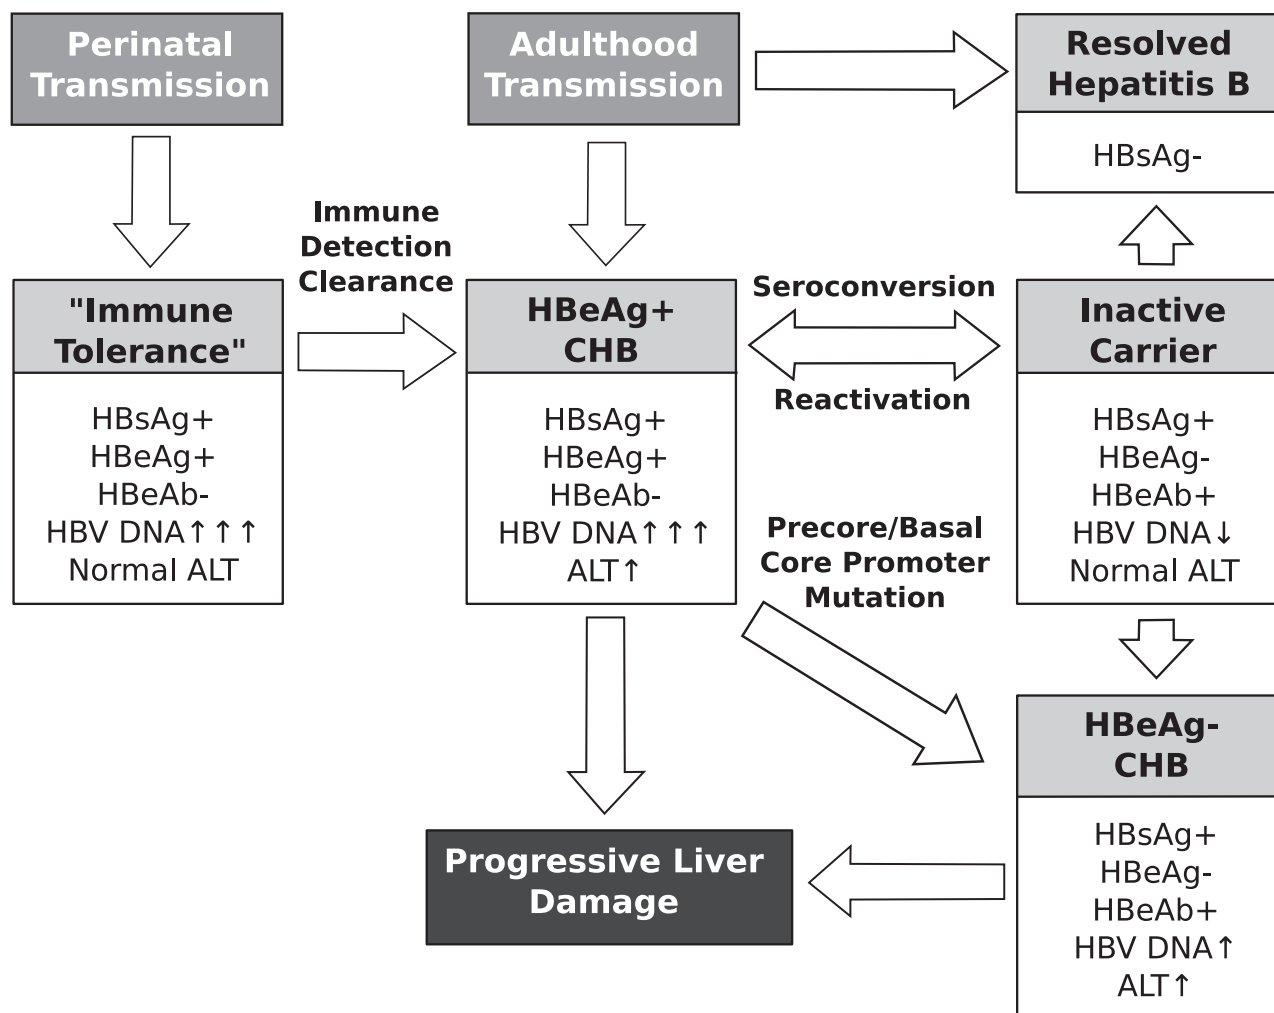 Perinatal
Transmission
Adulthood
Transmission
Resolved
Hepatitis B
HBsAg-
Immune
Detection
Clearance
"Immune
Tolerance"
HBsAg+
HBeAg+
HBeAb-
HBV DNA↑↑↑
Normal ALT
HBeAg+
CHB
HBsAg+
HBeAg+
HBeAb-
HBV DNA↑↑↑
ALT↑
Seroconversion
Reactivation
Inactive
Carrier
HBsAg+
HBeAg-
HBeAb+
HBV DNA↓
Normal ALT
Precore/Basal
Core Promoter
Mutation
HBeAg-
CHB
HBsAg+
HBeAg-
HBeAb+
HBV DNA↑
ALT↑
Progressive Liver
Damage